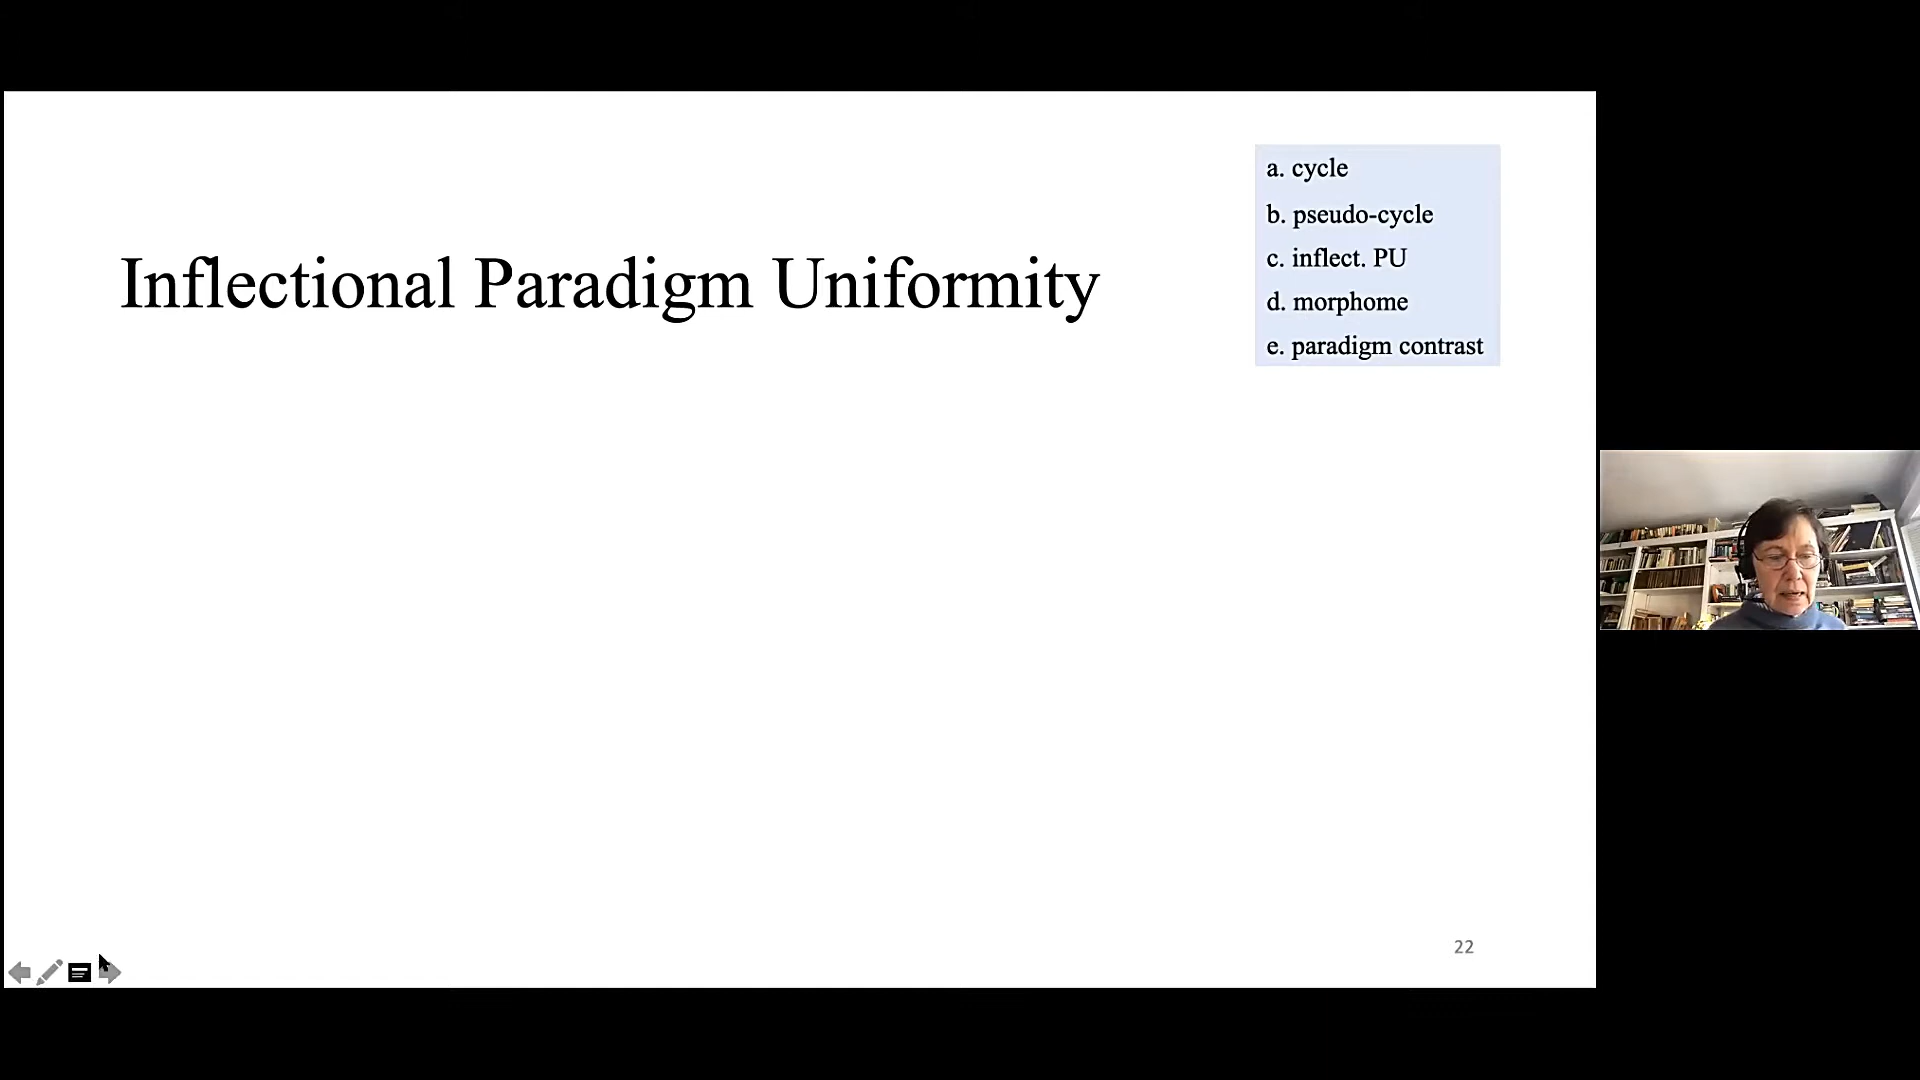 Inflectional Paradigm Uniformity
a. cycle
b. pseudo-cycle
c. inflect. PU
d. morphome
e. paradigm contrast
22